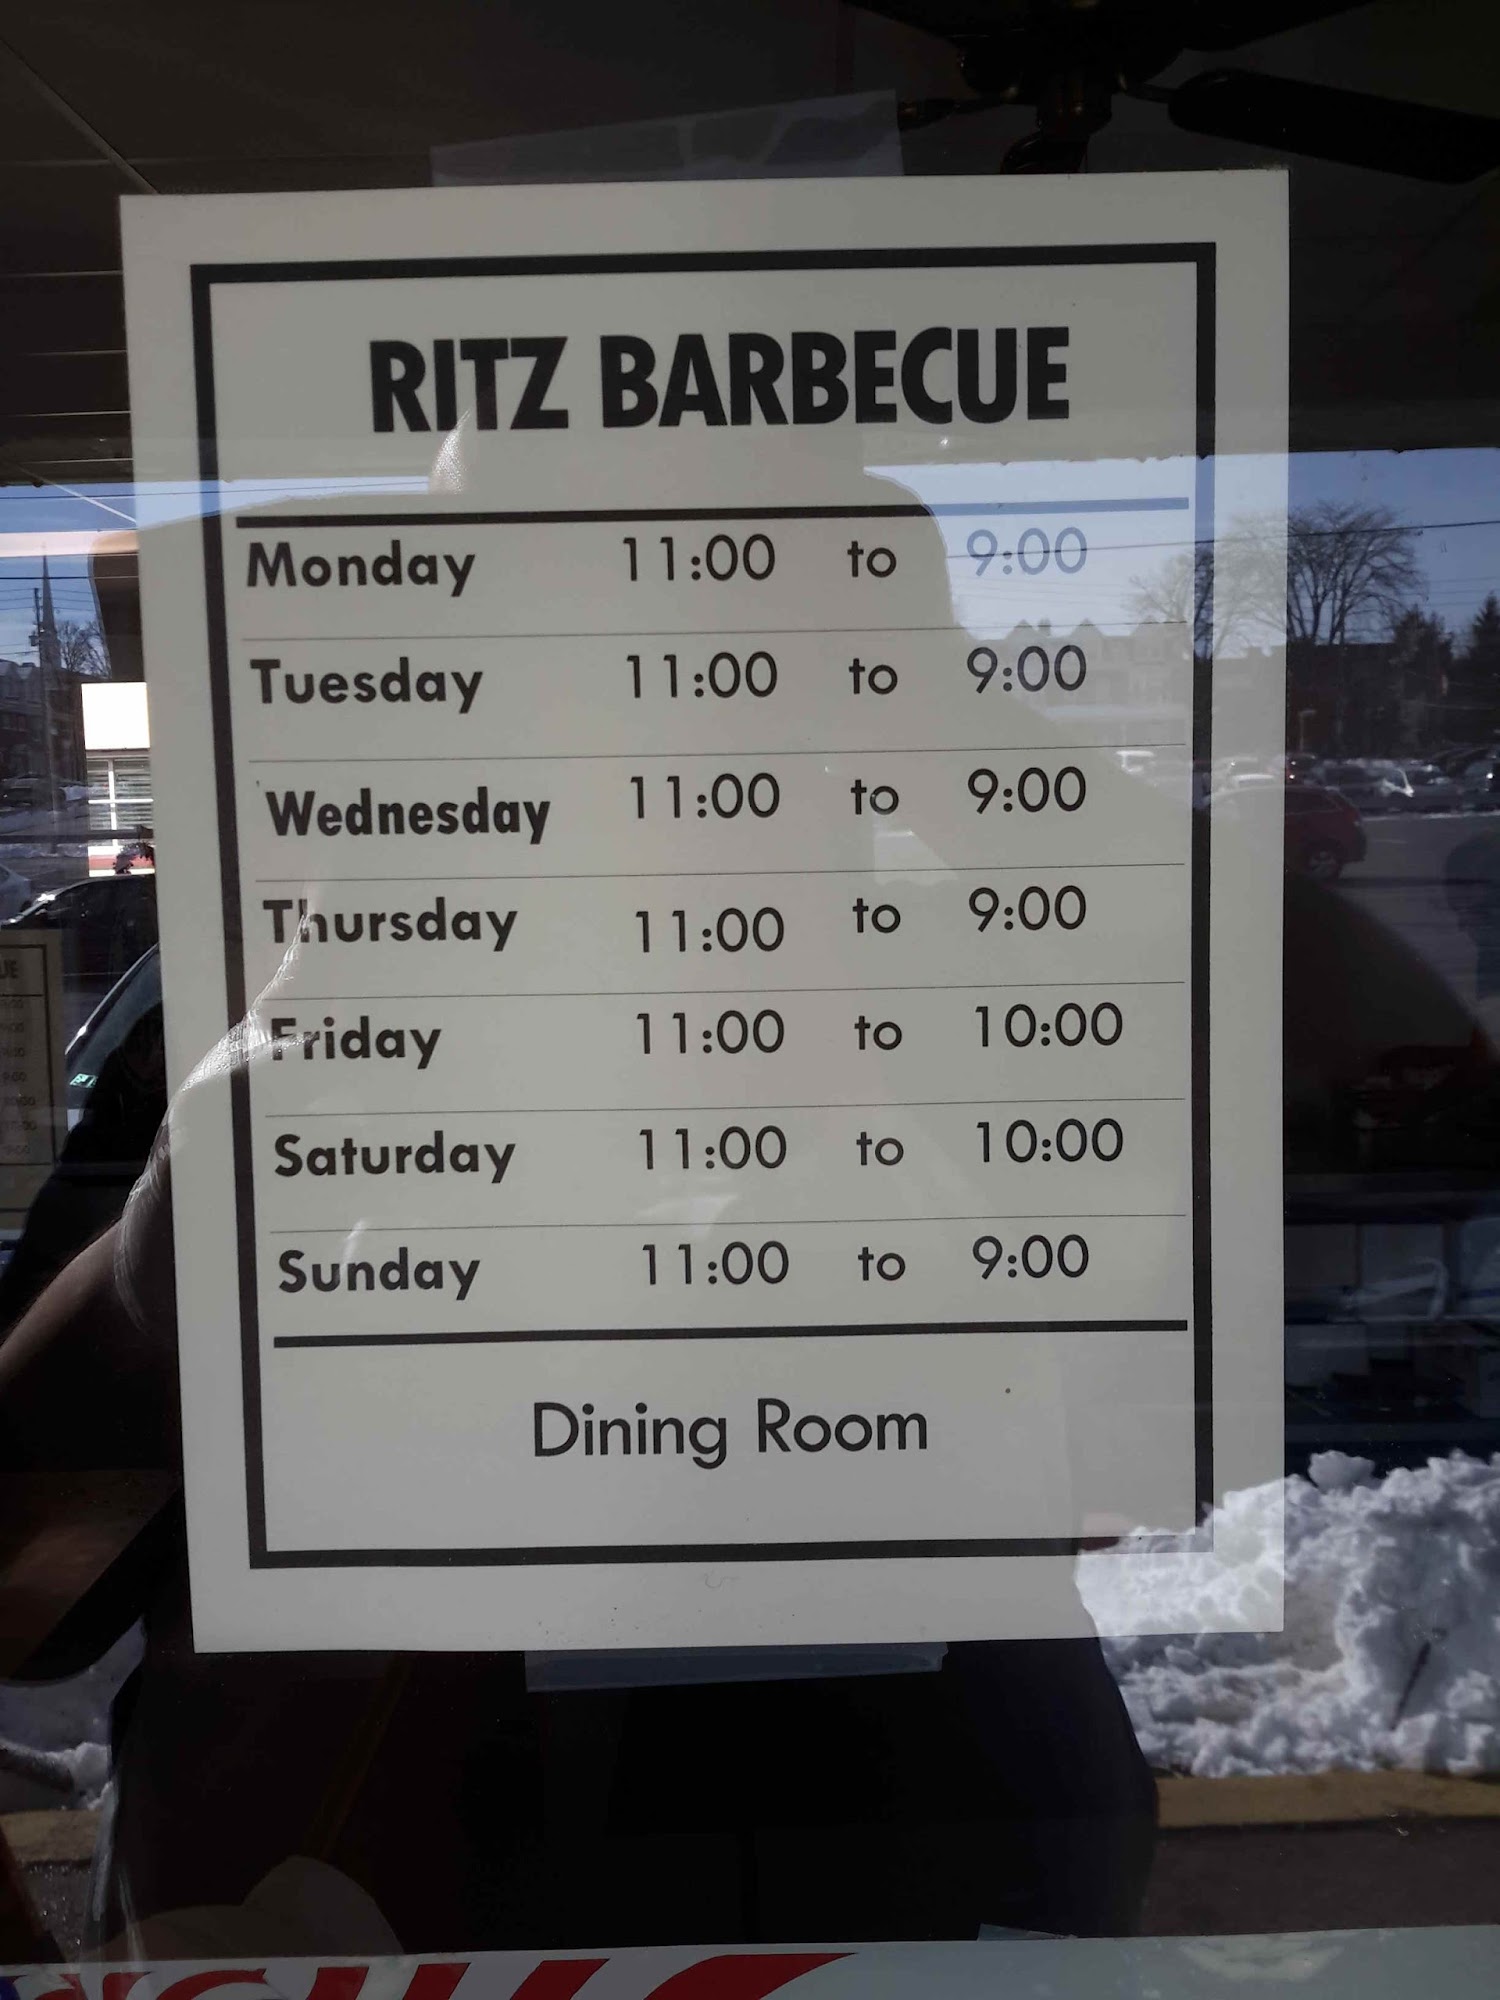 RITZ BARBECUE
Monday 11:00 to 9:00
Tuesday 11:00 to 9:00
Wednesday 11:00 to 9:00
Thursday 11:00 to 9:00
Friday 11:00 to 10:00
Saturday 11:00 to 10:00
Sunday 11:00 to 9:00
Dining Room